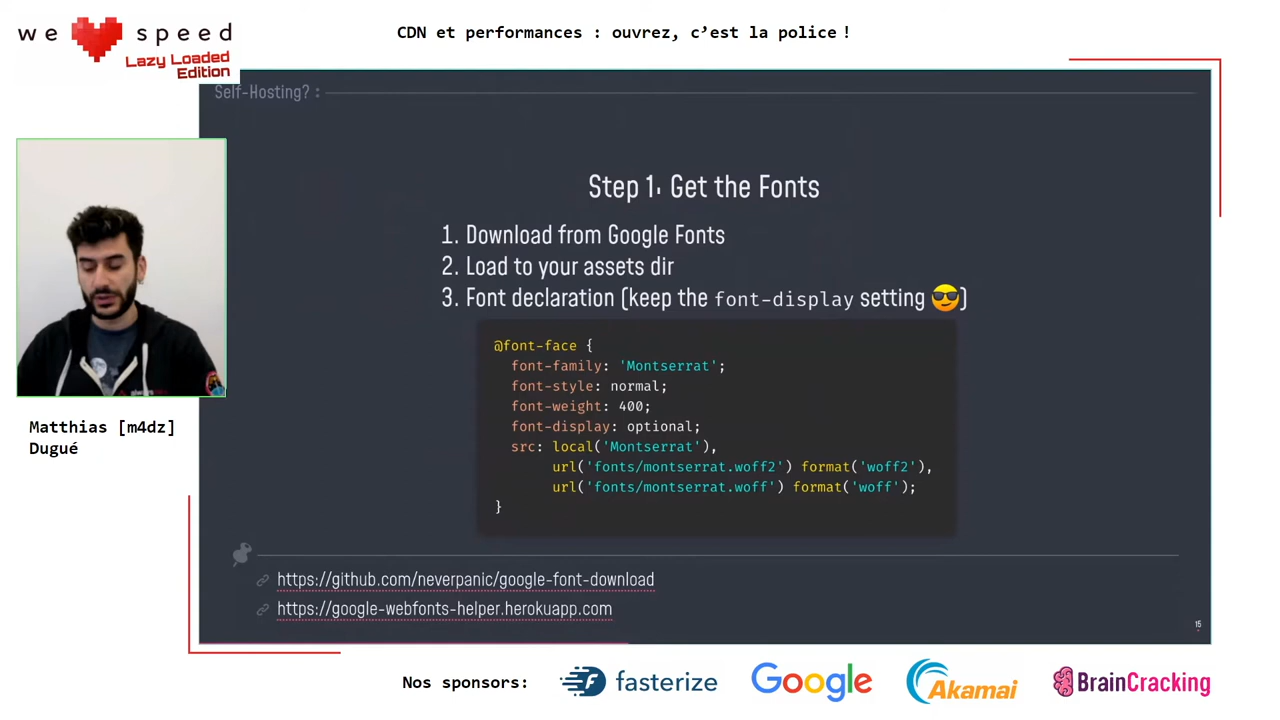 we speed
Lazy Loaded
Edition
CDN et performances : ouvrez, c’est la police !
Self-Hosting? :
Step 1: Get the Fonts
1. Download from Google Fonts
2. Load to your assets dir
3. Font declaration (keep the font-display setting 😎)
@font-face {
font-family: 'Montserrat';
font-style: normal;
font-weight: 400;
font-display: optional;
src: local('Montserrat'),
url('fonts/montserrat.woff2') format('woff2'),
url('fonts/montserrat.woff') format('woff');
}
Matthias [m4dz]
Dugué
https://github.com/neverpanic/google-font-download
https://google-webfonts-helper.herokuapp.com
15
Nos sponsors:
fasterize
Google
Akamai
BrainCracking